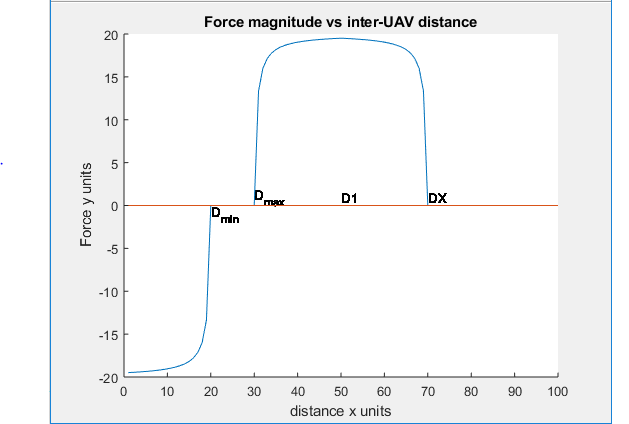 Force magnitude vs inter-UAV distance
20
15
10
5
0
-5
-10
-15
-20
Force y units
D_min
D_max
D1
DX
0 10 20 30 40 50 60 70 80 90 100
distance x units